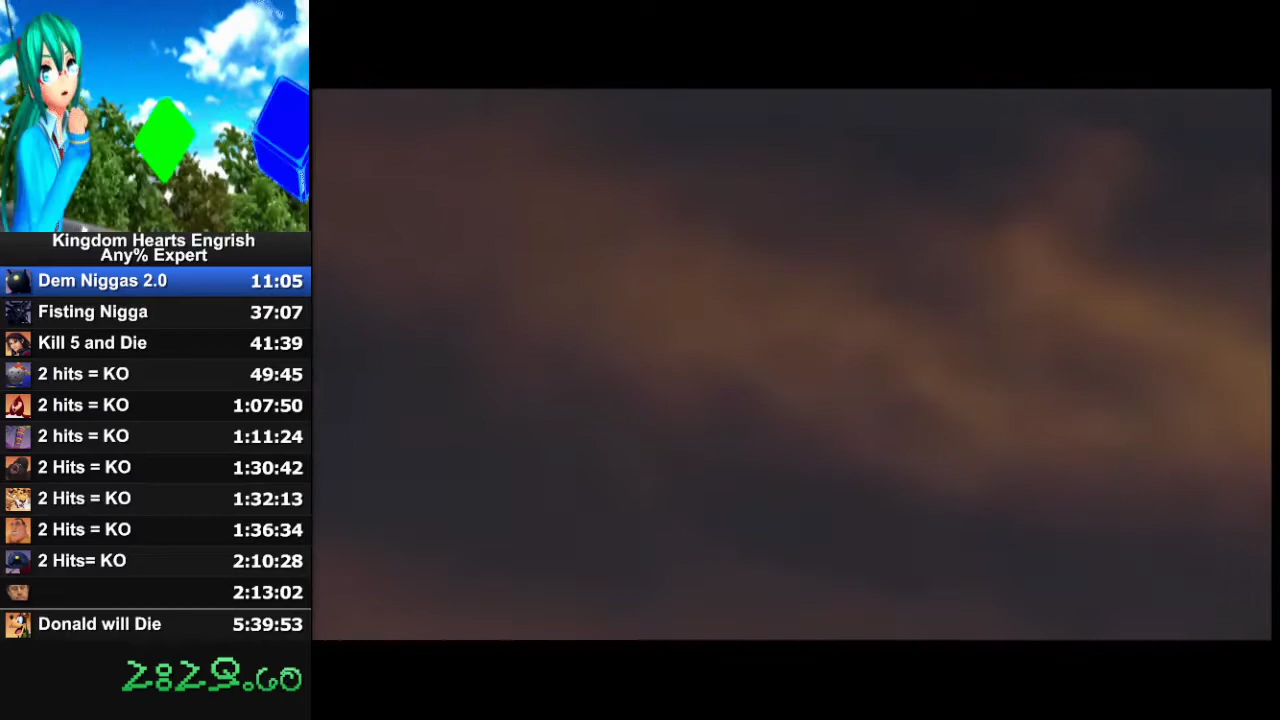 Kingdom Hearts Engrish
Any% Expert
Dem Niggas 2.0 11:05
Fisting Nigga 37:07
Kill 5 and Die 41:39
2 hits = KO 49:45
2 hits = KO 1:07:50
2 hits = KO 1:11:24
2 Hits = KO 1:30:42
2 Hits = KO 1:32:13
2 Hits = KO 1:36:34
2 Hits= KO 2:10:28
2:13:02
Donald will Die 5:39:53